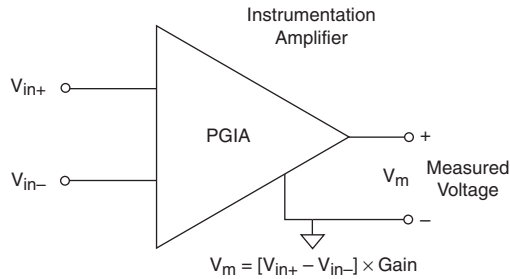 Instrumentation
Amplifier
Vin+
PGIA
+
Vin–
Vm
Measured
Voltage
–
Vm = [Vin+ – Vin–] × Gain